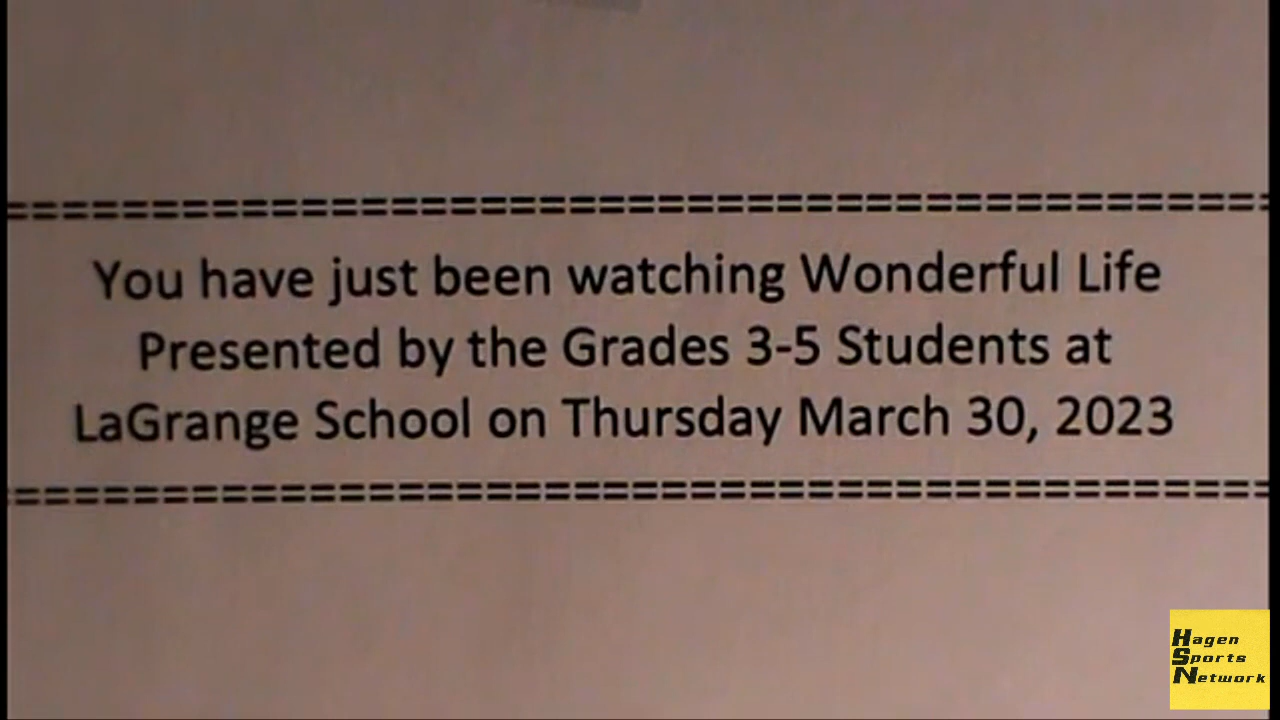 =============================================
You have just been watching Wonderful Life
Presented by the Grades 3-5 Students at
LaGrange School on Thursday March 30, 2023
=============================================
Hagen
Sports
Network